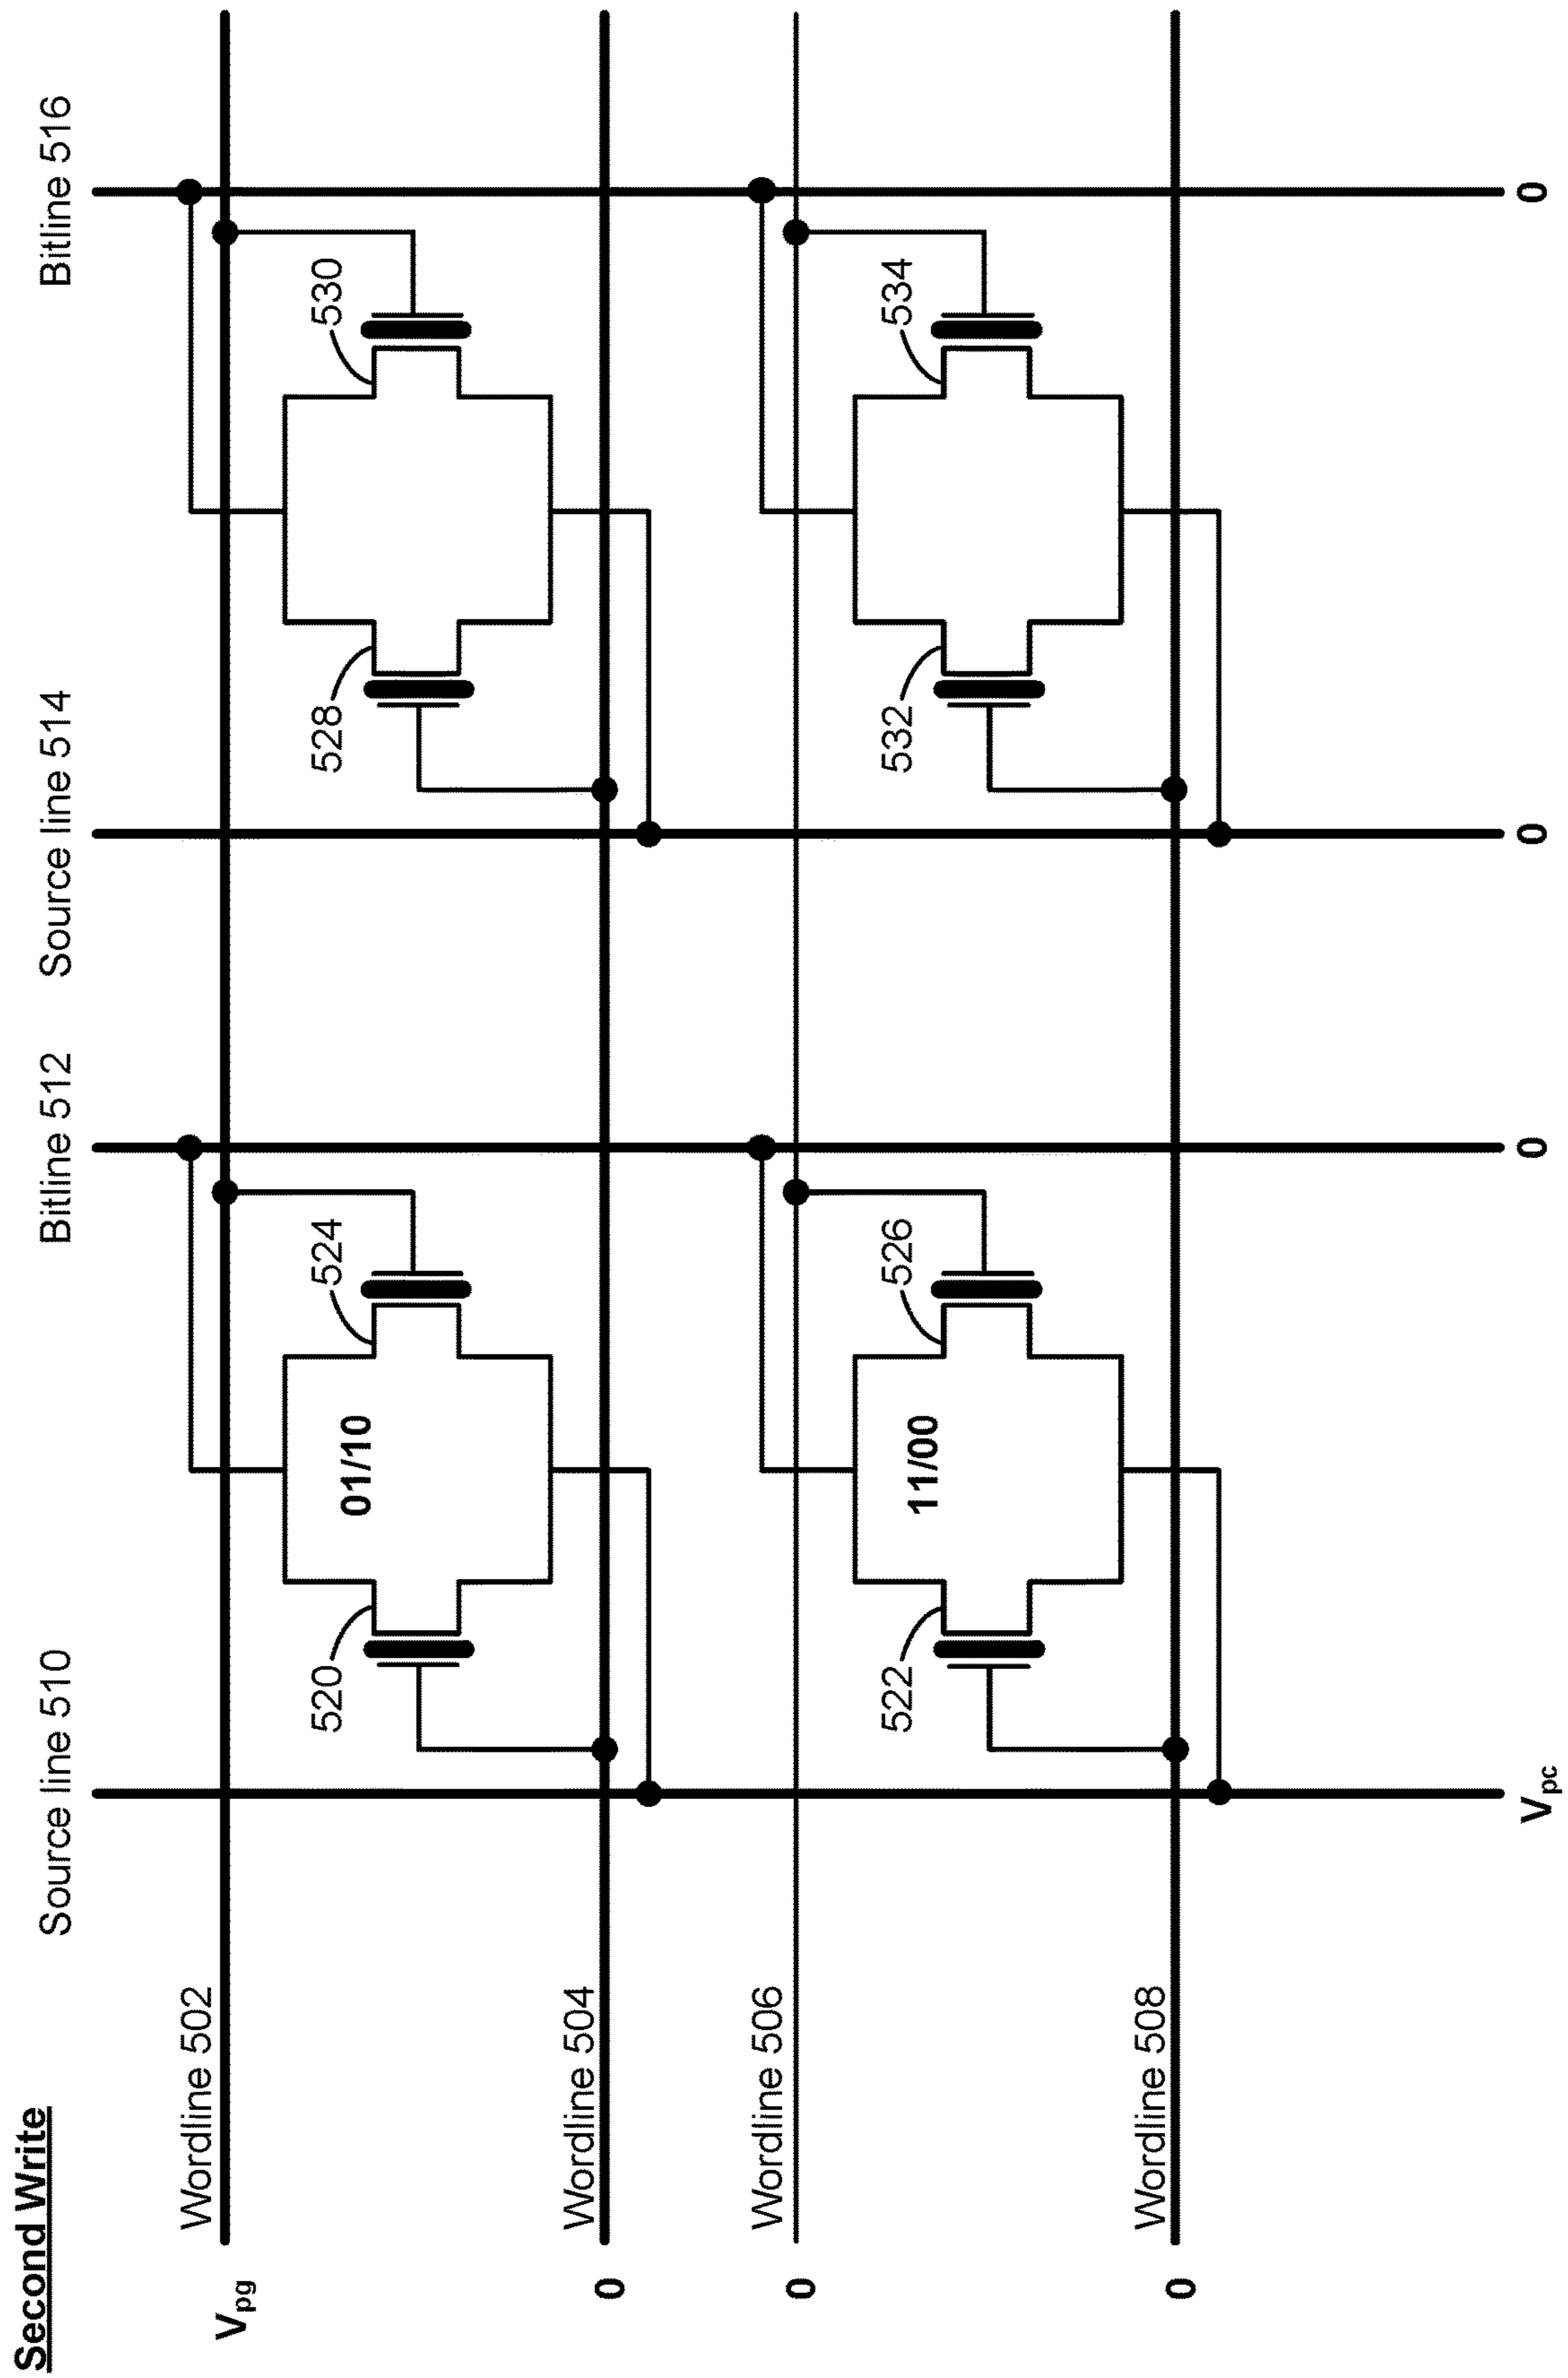 Second Write
Source line 510
Bitline 512
Source line 514
Bitline 516
Wordline 502
Vpg
520
01/10
524
528
530
Wordline 504
0
Wordline 506
0
522
11/00
526
532
534
Wordline 508
0
Vpc
0
0
0